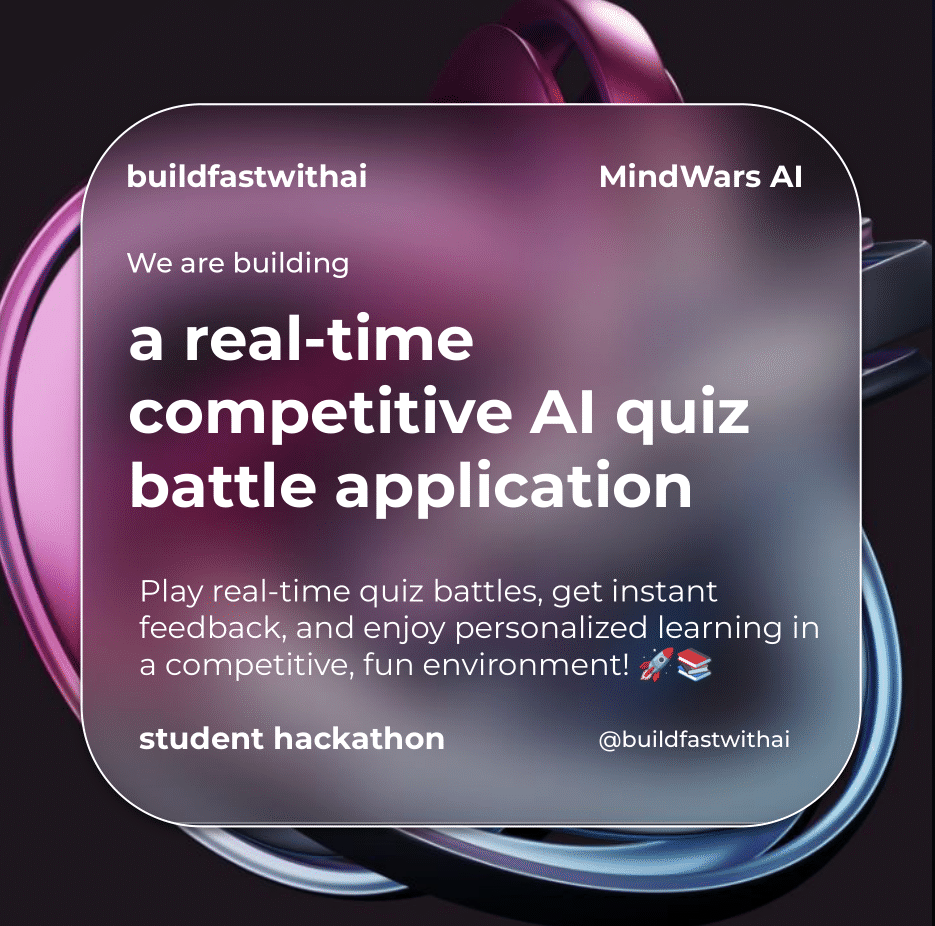 buildfastwithai
MindWars AI
We are building
a real-time
competitive AI quiz
battle application
Play real-time quiz battles, get instant
feedback, and enjoy personalized learning in
a competitive, fun environment! 🚀📚
student hackathon
@buildfastwithai